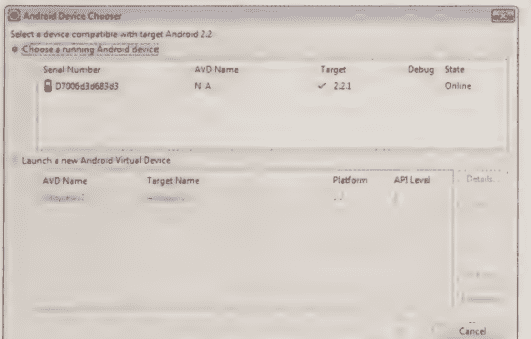 Android Device Chooser
Select a device compatible with target Android 2.2
Choose a running Android device
Serial Number AVD Name Target Debug State
N/A 2.2.1 Online
Launch a new Android Virtual Device
AVD Name Target Name Platform API Level Details...
Cancel